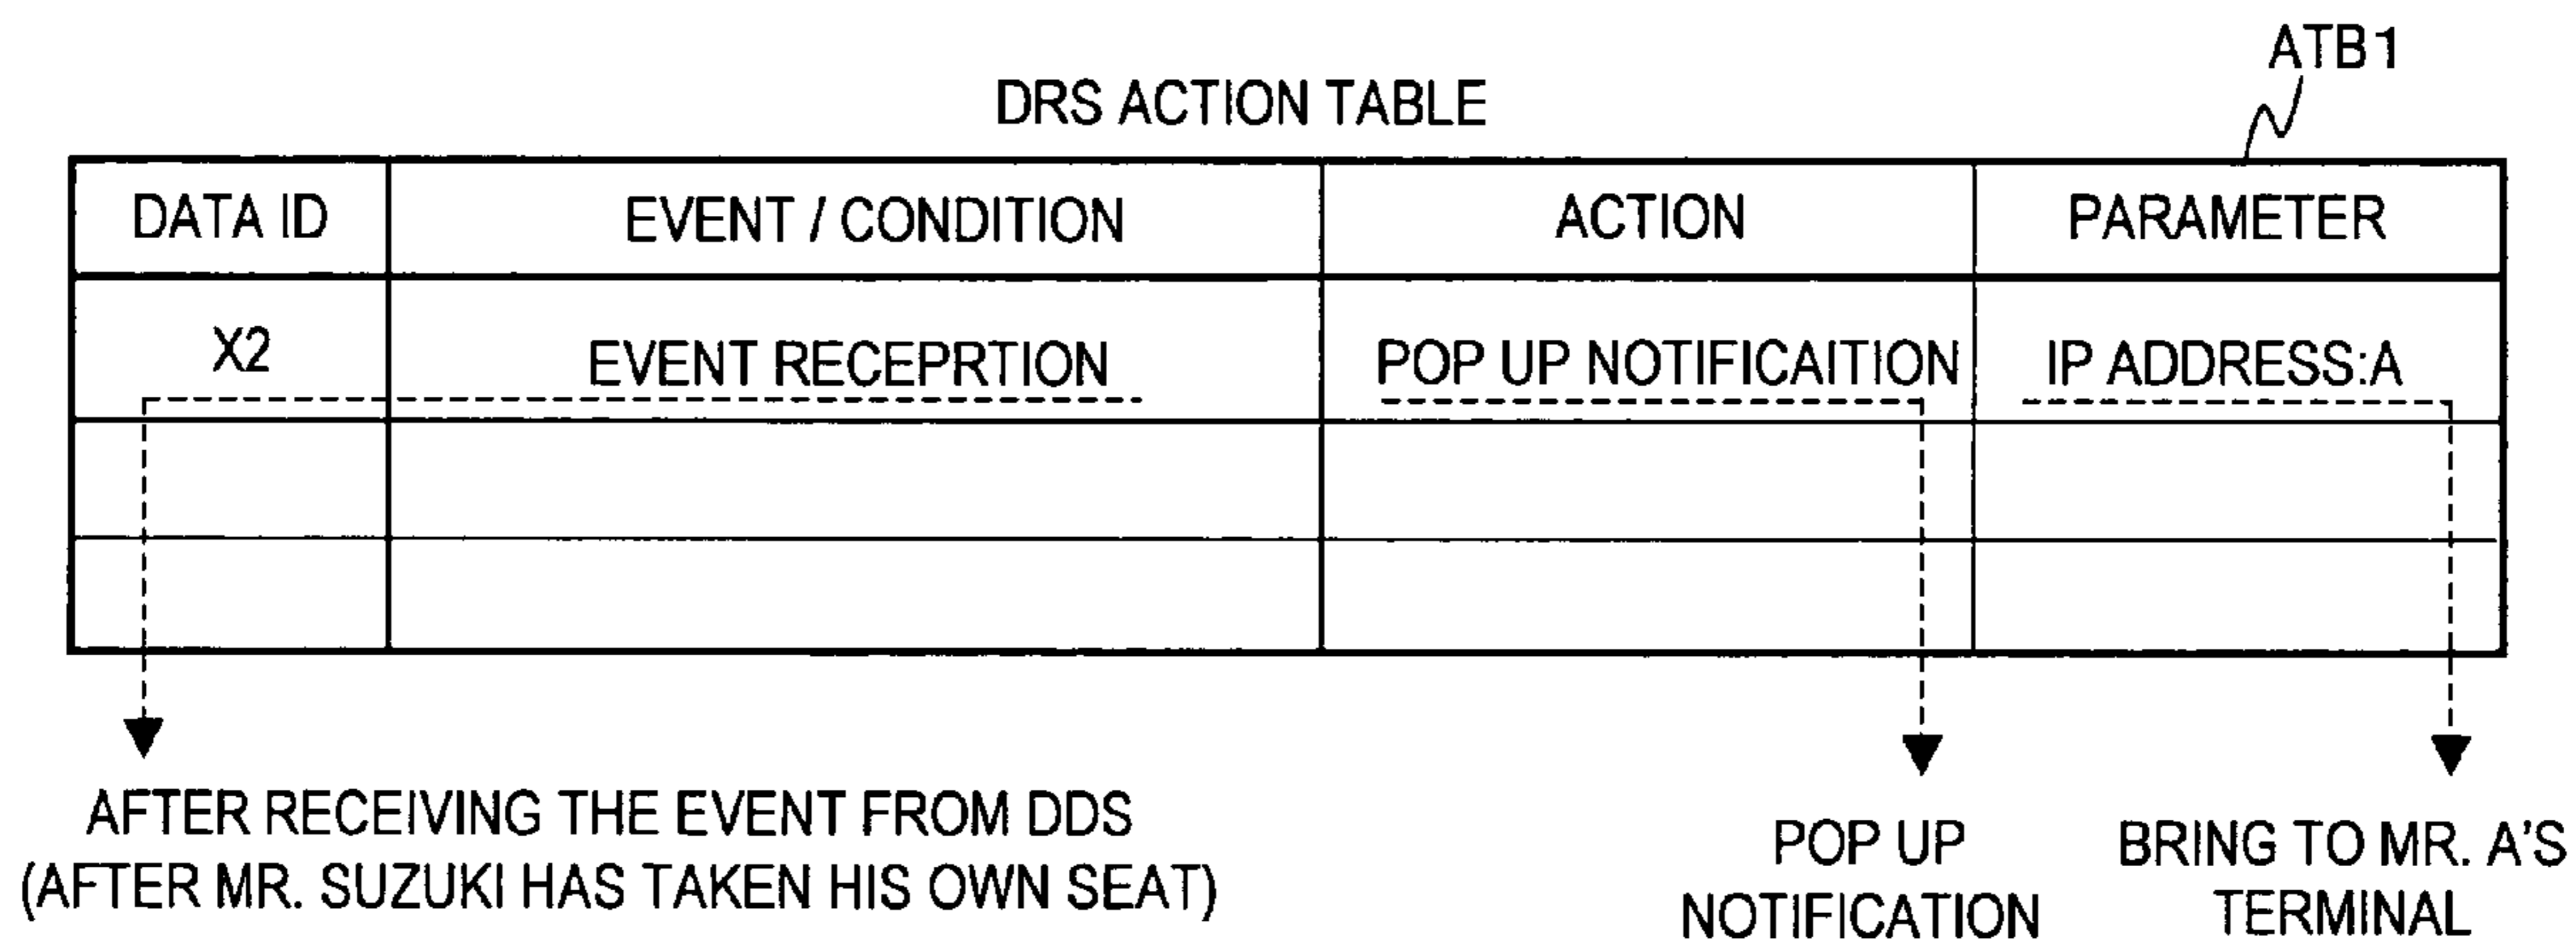 ATB1
DRS ACTION TABLE
DATA ID EVENT / CONDITION ACTION PARAMETER
X2 EVENT RECEPRTION POP UP NOTIFICAITION IP ADDRESS:A
AFTER RECEIVING THE EVENT FROM DDS
(AFTER MR. SUZUKI HAS TAKEN HIS OWN SEAT)
POP UP
NOTIFICATION
BRING TO MR. A'S
TERMINAL